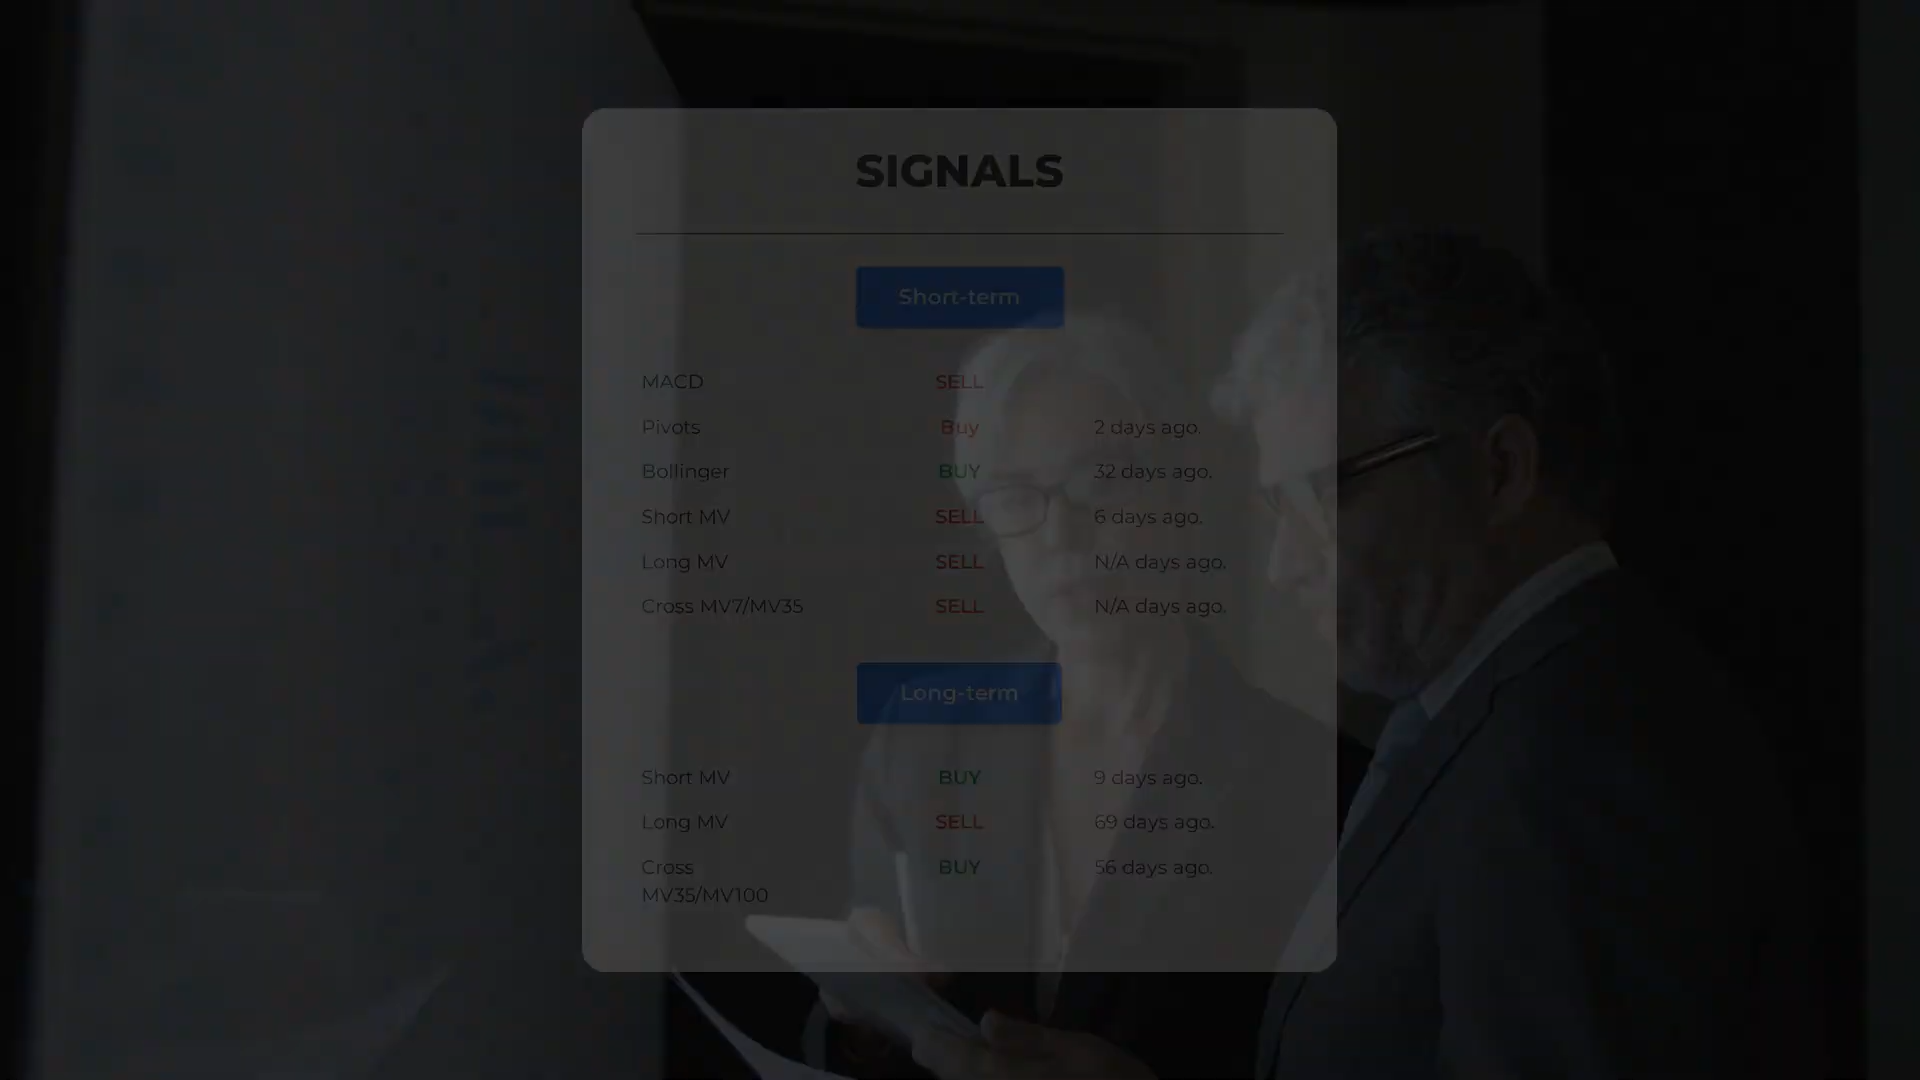 SIGNALS
Short-term
MACD SELL
Pivots Buy 2 days ago.
Bollinger BUY 32 days ago.
Short MV SELL 6 days ago.
Long MV SELL N/A days ago.
Cross MV7/MV35 SELL N/A days ago.
Long-term
Short MV BUY 9 days ago.
Long MV SELL 69 days ago.
Cross BUY 56 days ago.
MV35/MV100